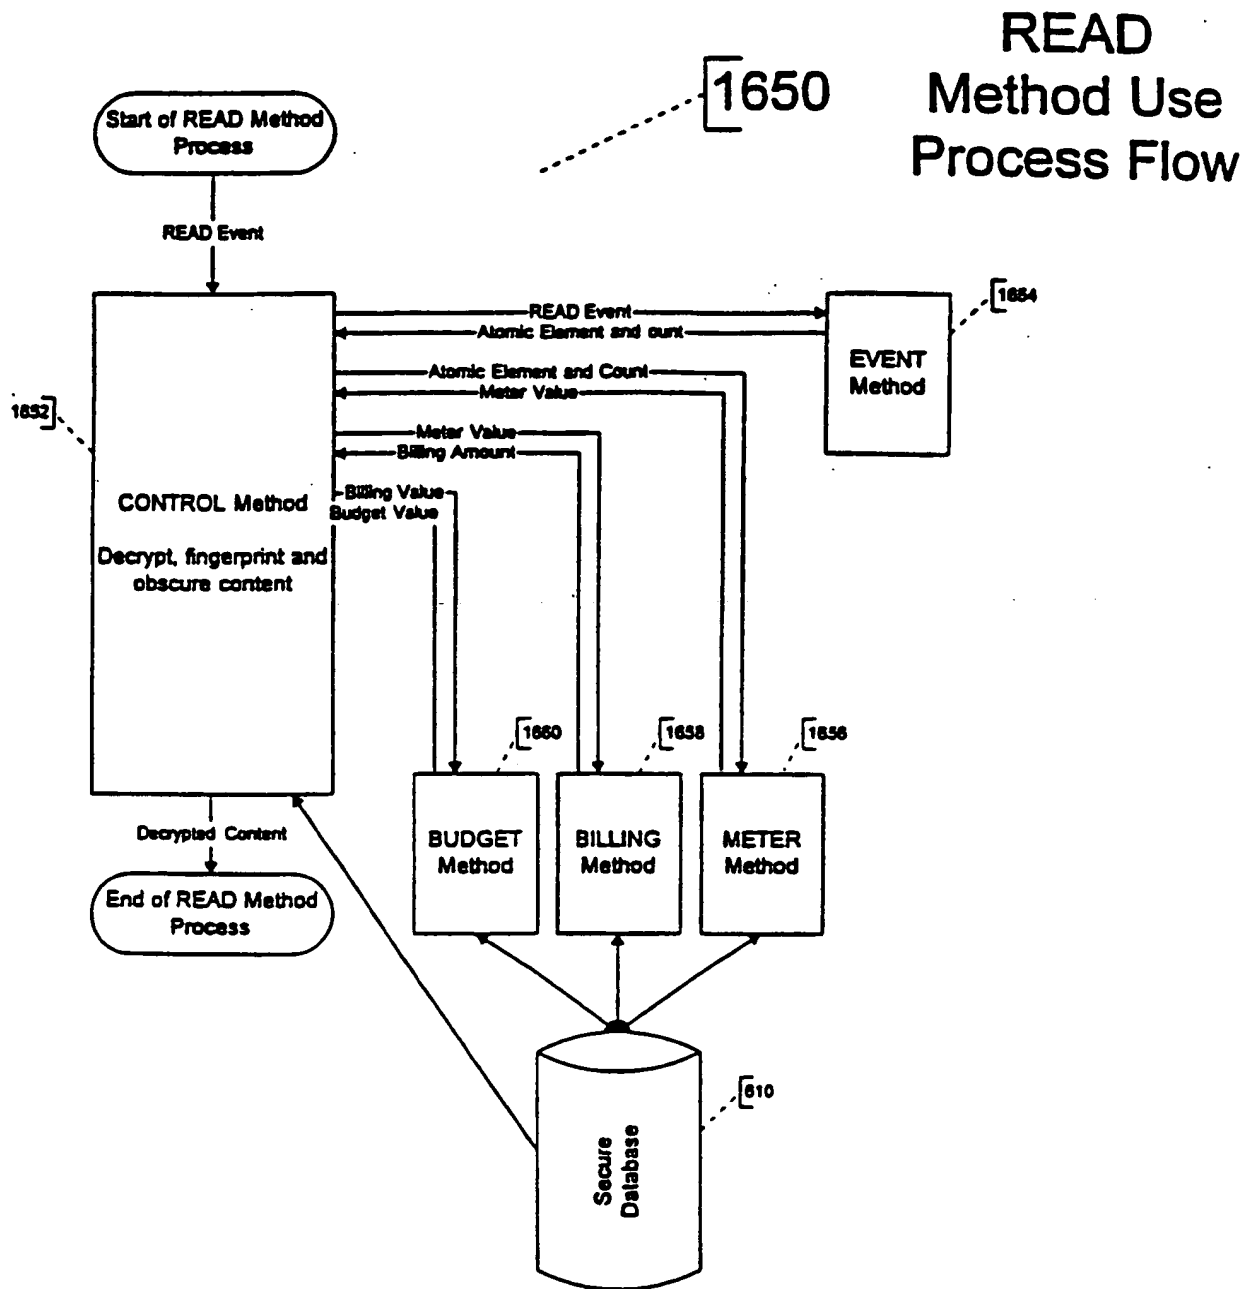 READ
Method Use
Process Flow
1650
Start of READ Method
Process
READ Event
READ Event
Atomic Element and ount
1654
EVENT
Method
Atomic Element and Count
Meter Value
1652
Meter Value
Billing Amount
Billing Value
Budget Value
CONTROL Method
Decrypt, fingerprint and
obscure content
1660
1658
1656
BUDGET
Method
BILLING
Method
METER
Method
Decrypted Content
End of READ Method
Process
610
Secure
Database